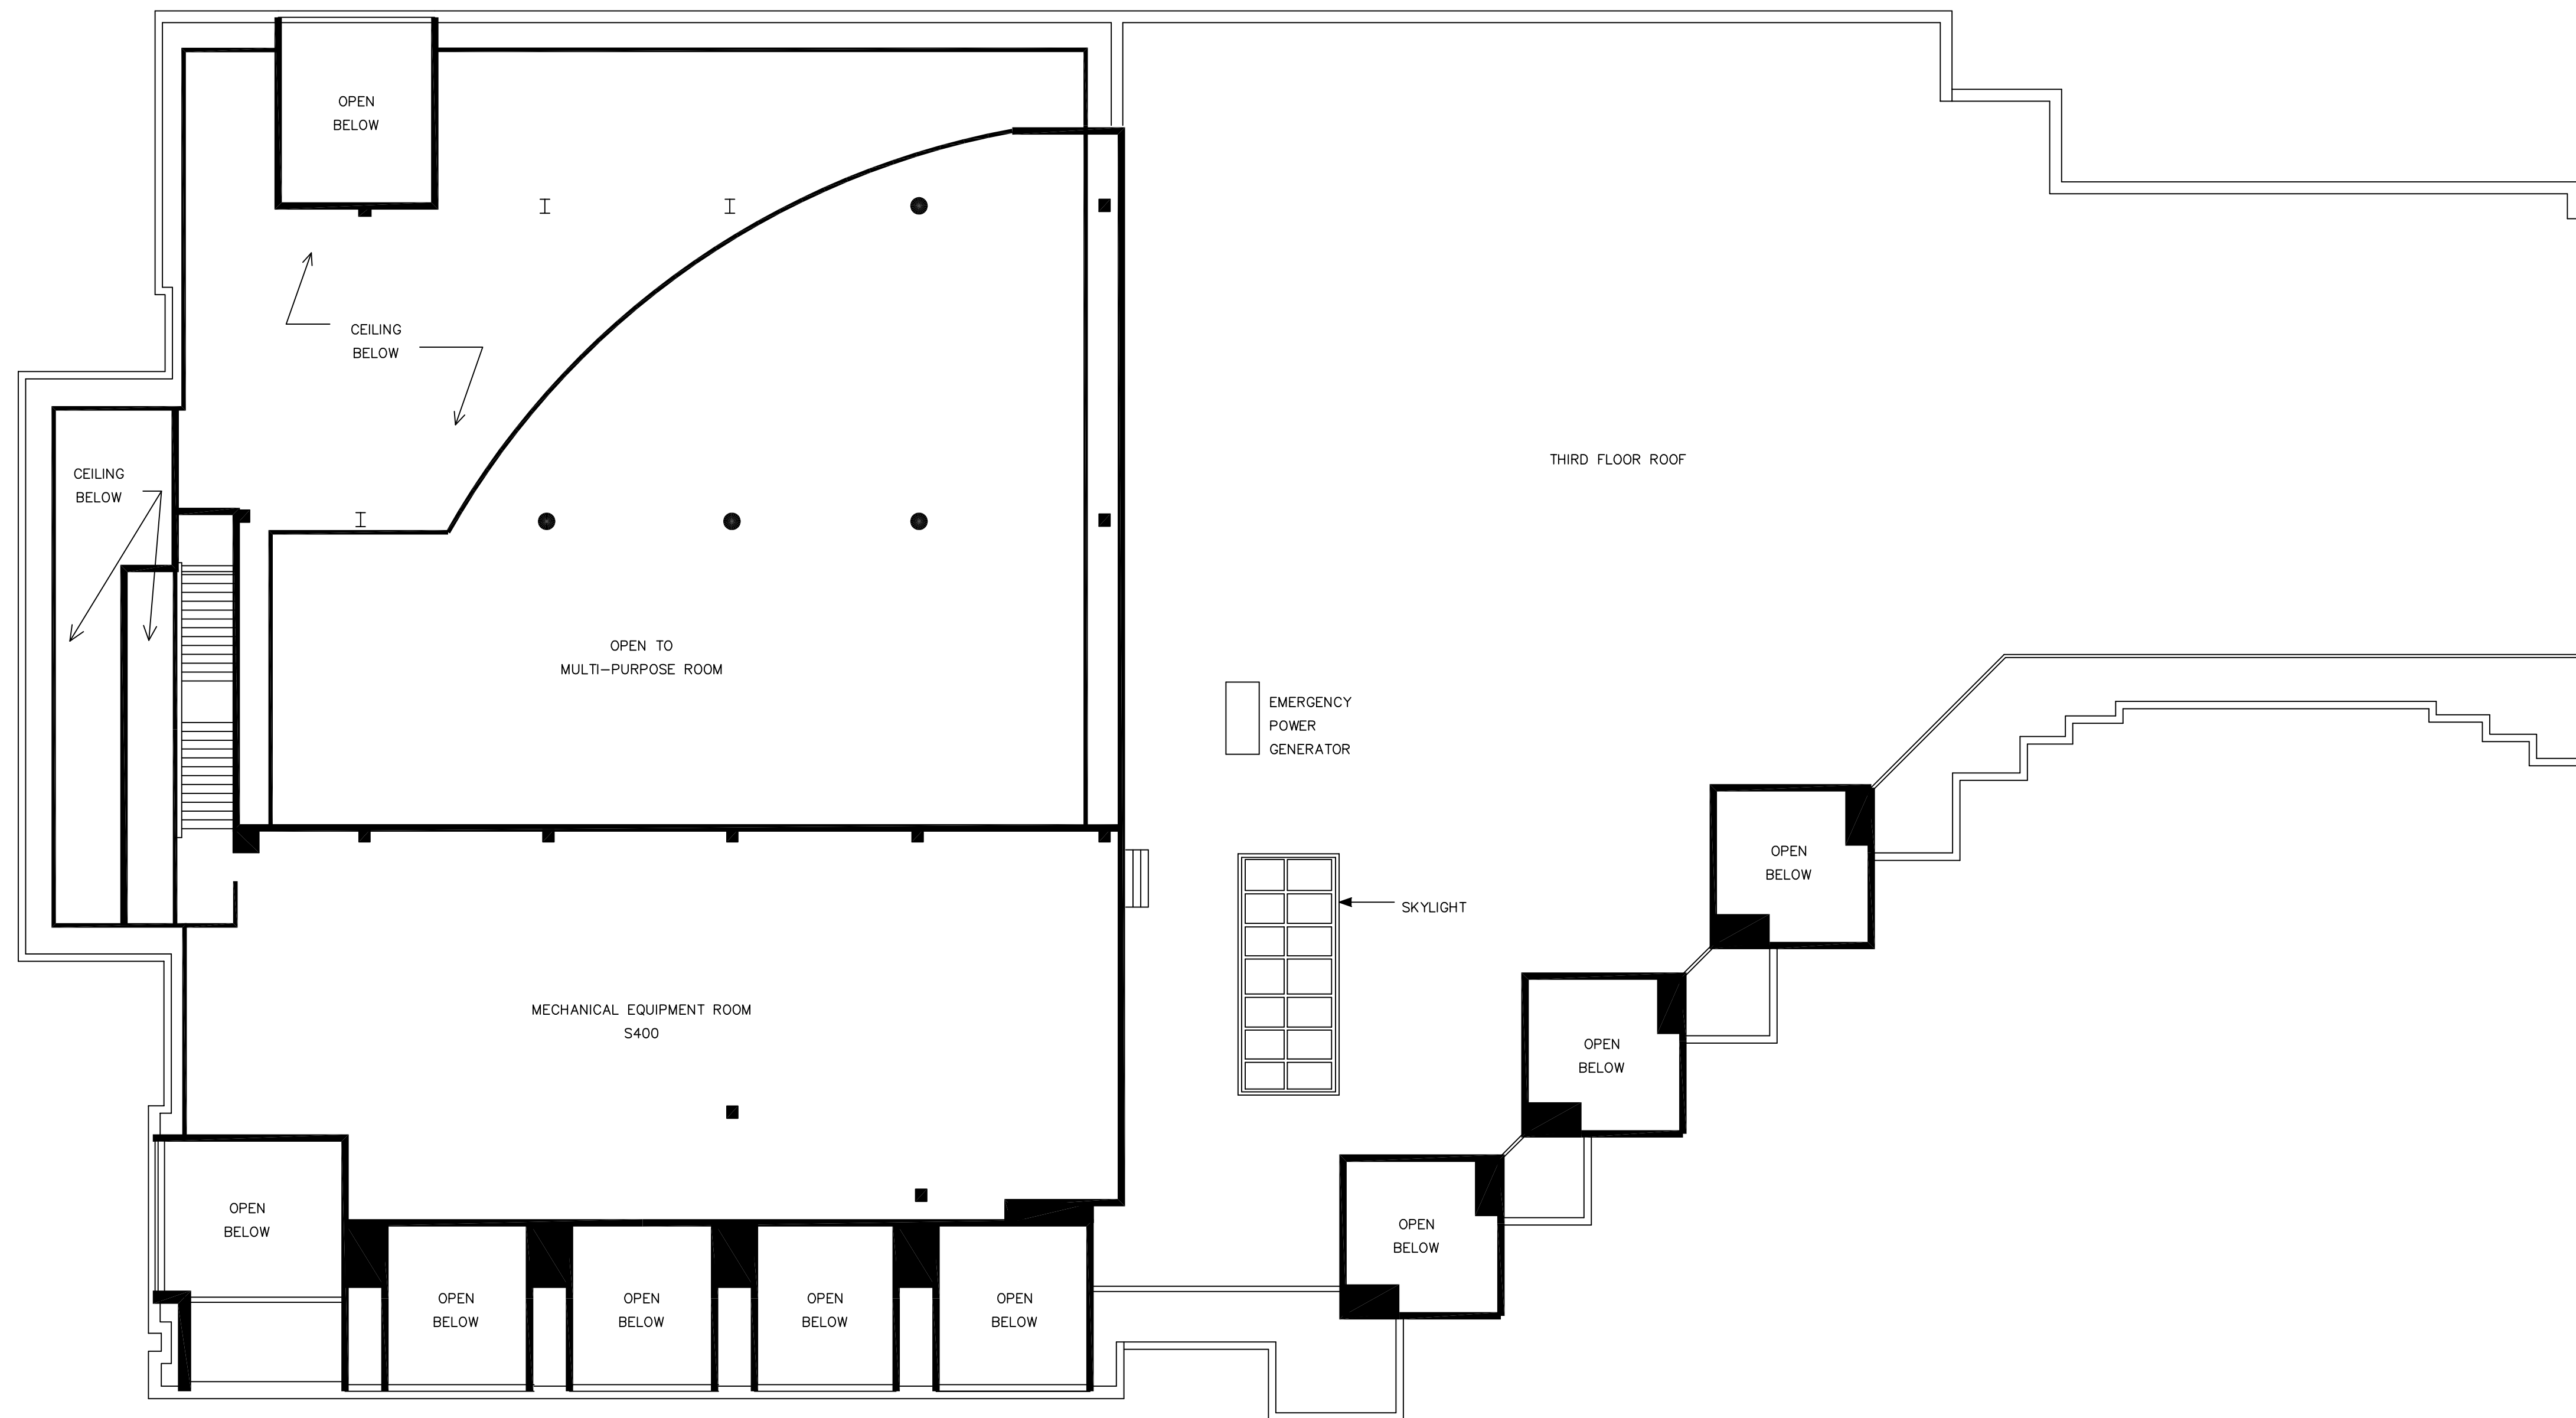 OPEN
BELOW
CEILING
BELOW
CEILING
BELOW
THIRD FLOOR ROOF
OPEN TO
MULTI-PURPOSE ROOM
EMERGENCY
POWER
GENERATOR
OPEN
BELOW
SKYLIGHT
MECHANICAL EQUIPMENT ROOM
S400
OPEN
BELOW
OPEN
BELOW
OPEN
BELOW
OPEN
BELOW
OPEN
BELOW
OPEN
BELOW
OPEN
BELOW